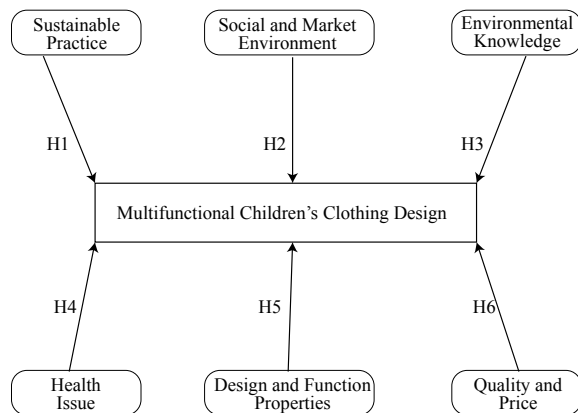 Sustainable
Practice
Social and Market
Environment
Environmental
Knowledge
H1
H2
H3
Multifunctional Children’s Clothing Design
H4
H5
H6
Health
Issue
Design and Function
Properties
Quality and
Price